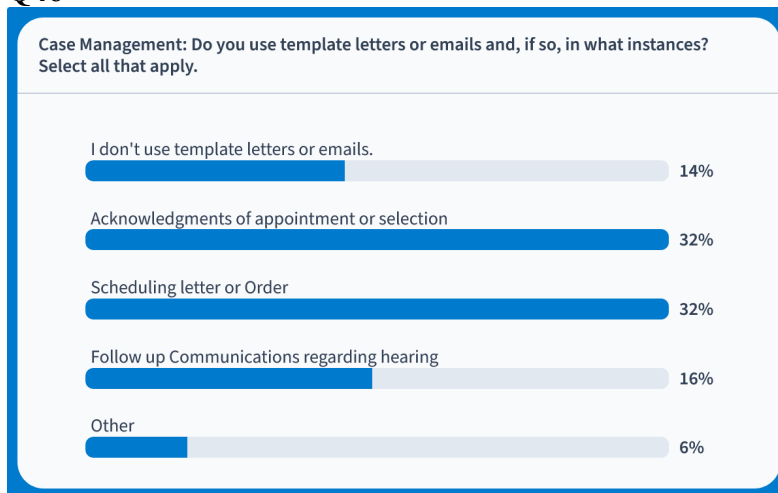 Case Management: Do you use template letters or emails and, if so, in what instances?
Select all that apply.
I don't use template letters or emails.
14%
Acknowledgments of appointment or selection
32%
Scheduling letter or Order
32%
Follow up Communications regarding hearing
16%
Other
6%